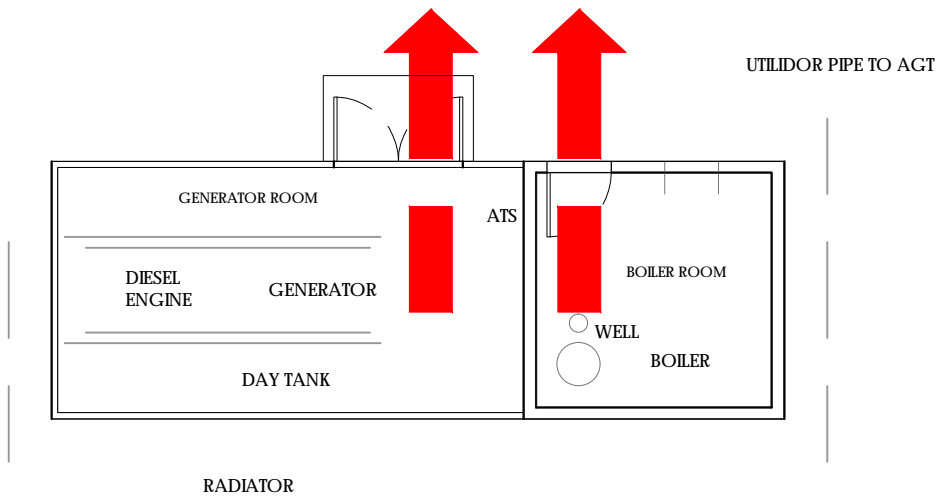 UTILIDOR PIPE TO AGT
GENERATOR ROOM
ATS
BOILER ROOM
DIESEL
ENGINE
GENERATOR
WELL
BOILER
DAY TANK
RADIATOR